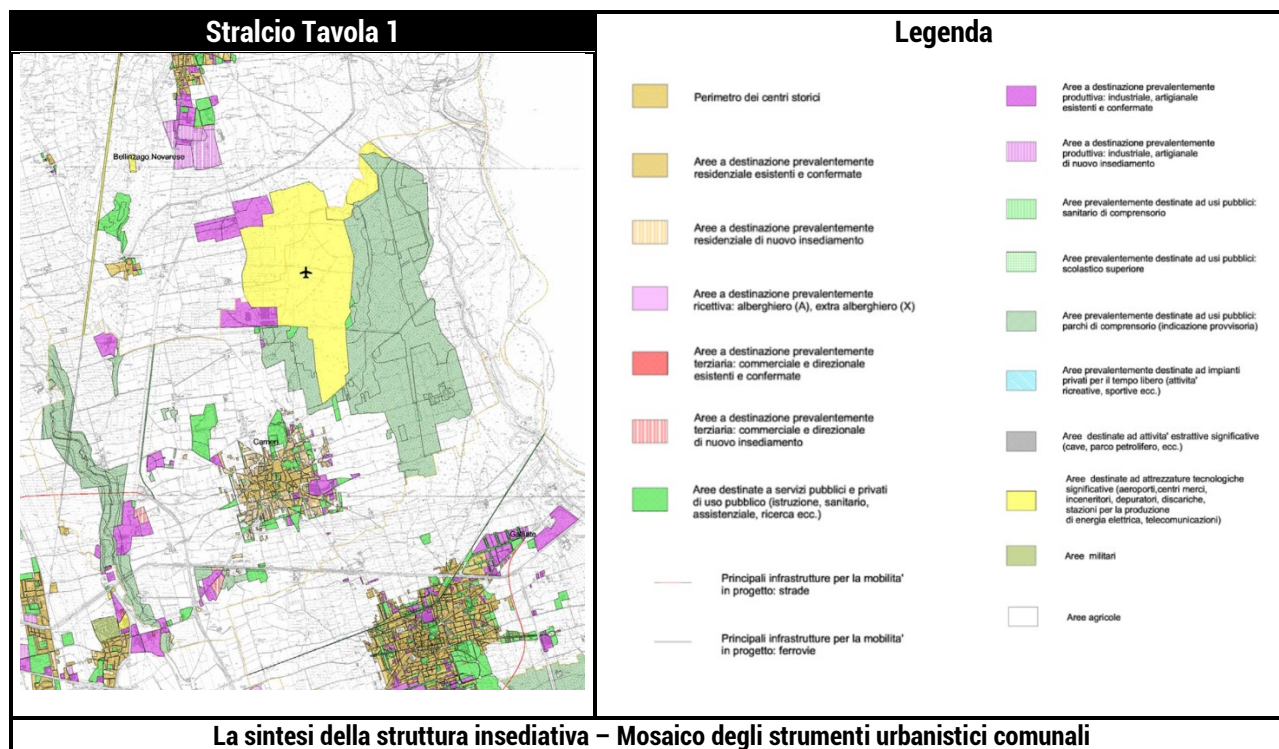 Stralcio Tavola 1
Bellinzago Novarese
Cameri
Galliate
Legenda
Perimetro dei centri storici
Aree a destinazione prevalentemente
residenziale esistenti e confermate
Aree a destinazione prevalentemente
residenziale di nuovo insediamento
Aree a destinazione prevalentemente
ricettiva: alberghiero (A), extra alberghiero (X)
Aree a destinazione prevalentemente
terziaria: commerciale e direzionale
esistenti e confermate
Aree a destinazione prevalentemente
terziaria: commerciale e direzionale
di nuovo insediamento
Aree destinate a servizi pubblici e privati
di uso pubblico (istruzione, sanitario,
assistenziale, ricerca ecc.)
Principali infrastrutture per la mobilita'
in progetto: strade
Principali infrastrutture per la mobilita'
in progetto: ferrovie
Aree a destinazione prevalentemente
produttiva: industriale, artigianale
esistenti e confermate
Aree a destinazione prevalentemente
produttiva: industriale, artigianale
di nuovo insediamento
Aree prevalentemente destinate ad usi pubblici:
sanitario di comprensorio
Aree prevalentemente destinate ad usi pubblici:
scolastico superiore
Aree prevalentemente destinate ad usi pubblici:
parchi di comprensorio (indicazione provvisoria)
Aree prevalentemente destinate ad impianti
privati per il tempo libero (attivita'
ricreative, sportive ecc.)
Aree destinate ad attivita' estrattive significative
(cave, parco petrolifero, ecc.)
Aree destinate ad attrezzature tecnologiche
significative (aeroporti,centri merci,
inceneritori, depuratori, discariche,
stazioni per la produzione
di energia elettrica, telecomunicazioni)
Aree militari
Aree agricole
La sintesi della struttura insediativa – Mosaico degli strumenti urbanistici comunali